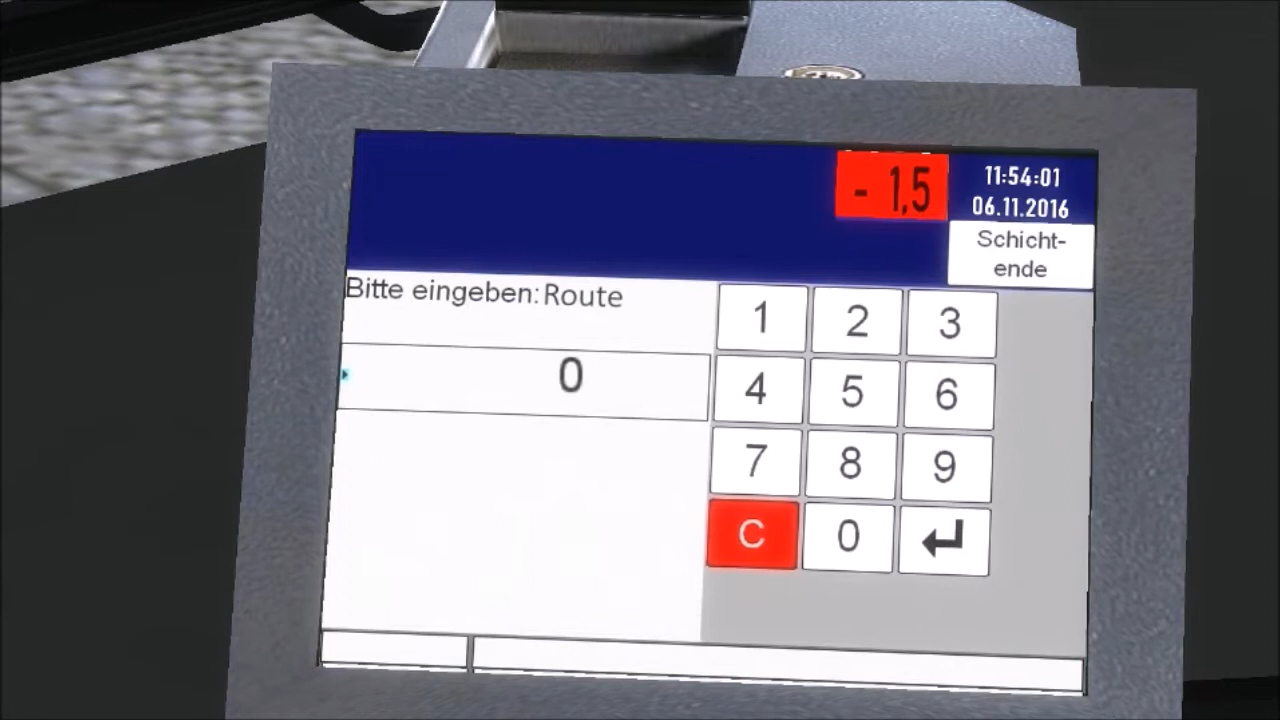 - 1,5
11:54:01
06.11.2016
Schicht-
ende
Bitte eingeben: Route
0
1 2 3
4 5 6
7 8 9
C 0 ↵